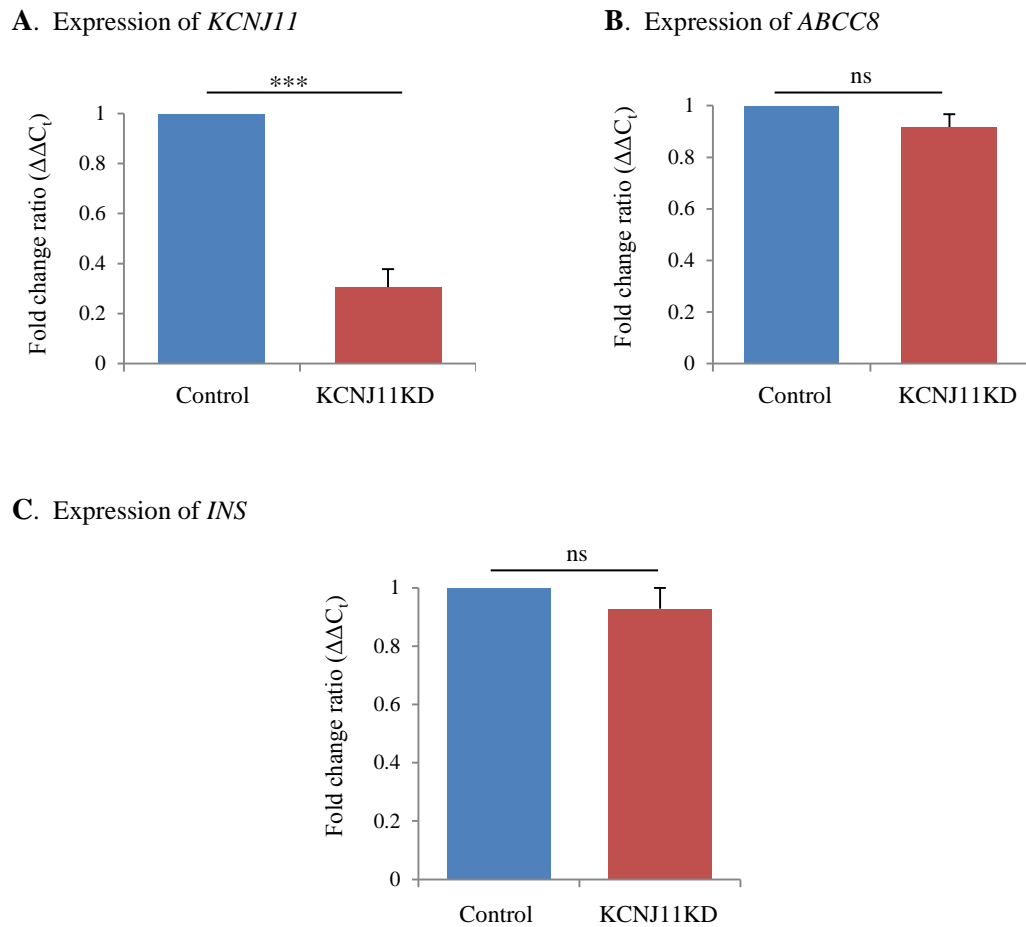 A. Expression of KCNJ11
***
Fold change ratio (ΔΔCt)
1
0.8
0.6
0.4
0.2
0
Control KCNJ11KD
B. Expression of ABCC8
ns
Fold change ratio (ΔΔCt)
1
0.8
0.6
0.4
0.2
0
Control KCNJ11KD
C. Expression of INS
ns
Fold change ratio (ΔΔCt)
1
0.8
0.6
0.4
0.2
0
Control KCNJ11KD